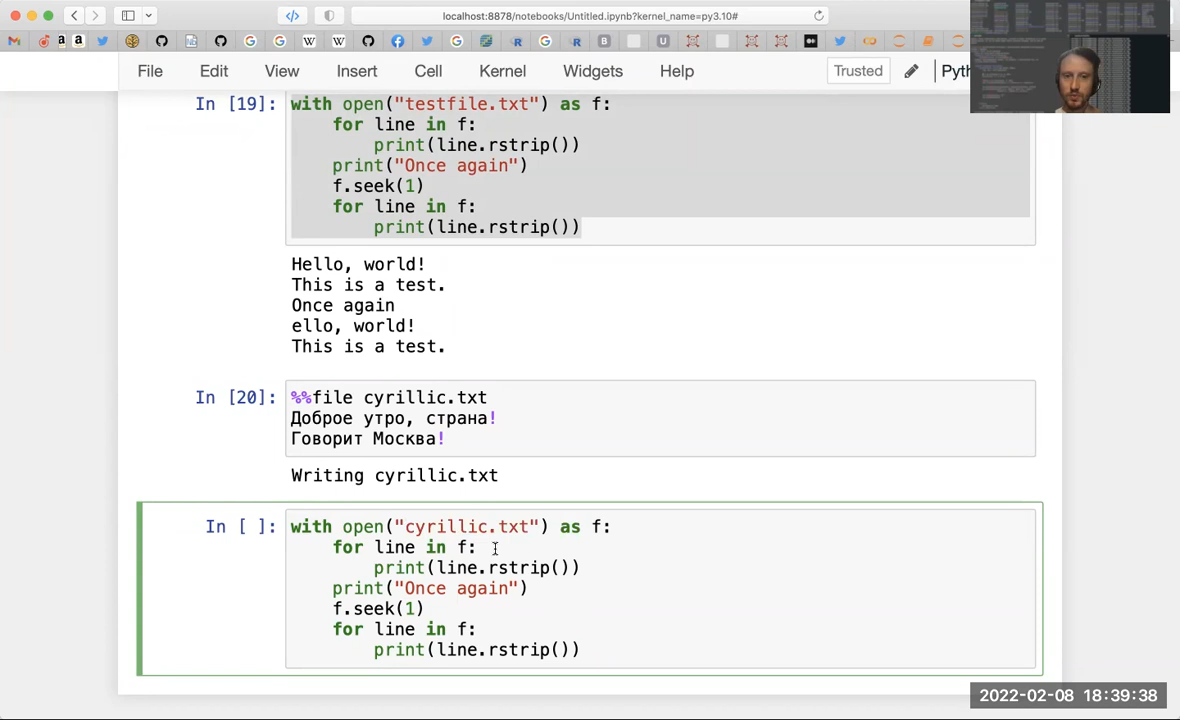 localhost:8878/notebooks/Untitled.ipynb?kernel_name=py3.10#
File Edit View Insert Cell Kernel Widgets Help Trusted Pyth
In [19]: with open("testfile.txt") as f:
for line in f:
print(line.rstrip())
print("Once again")
f.seek(1)
for line in f:
print(line.rstrip())
Hello, world!
This is a test.
Once again
ello, world!
This is a test.
In [20]: %%file cyrillic.txt
Доброе утро, страна!
Говорит Москва!
Writing cyrillic.txt
In [ ]: with open("cyrillic.txt") as f:
for line in f:
print(line.rstrip())
print("Once again")
f.seek(1)
for line in f:
print(line.rstrip())
2022-02-08 18:39:38